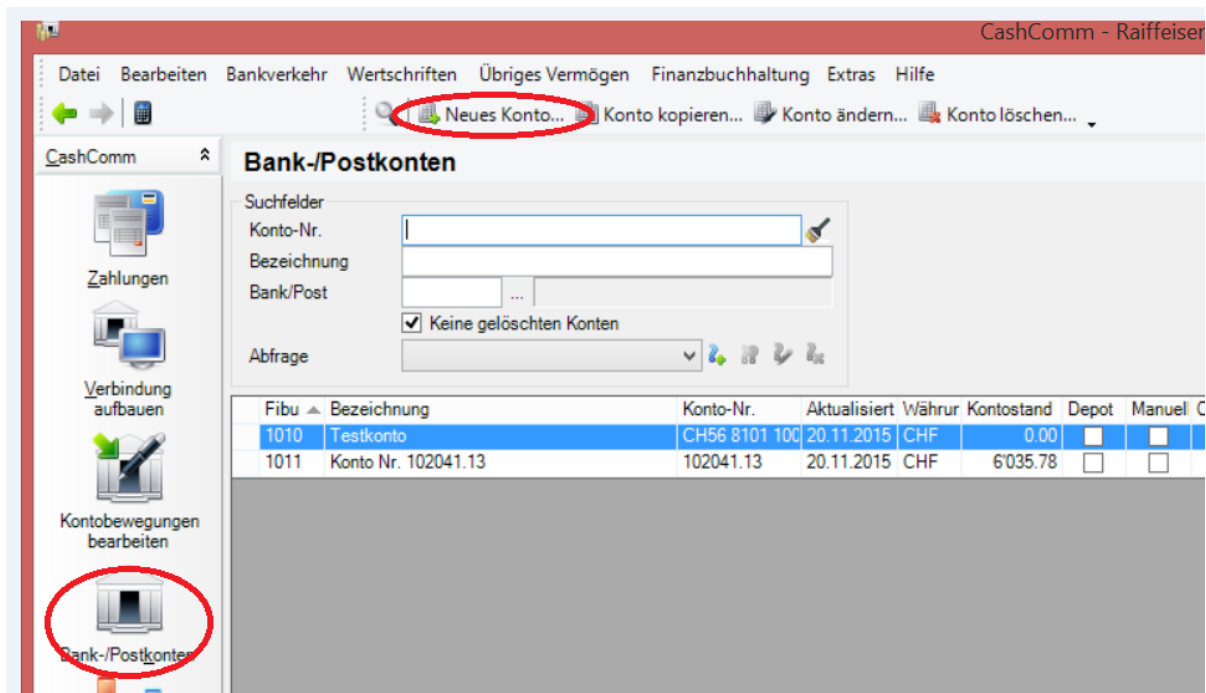 CashComm - Raiffeiser
Datei Bearbeiten Bankverkehr Wertschriften Übriges Vermögen Finanzbuchhaltung Extras Hilfe
Neues Konto... Konto kopieren... Konto ändern... Konto löschen...
CashComm
Bank-/Postkonten
Suchfelder
Konto-Nr.
Bezeichnung
Bank/Post ...
Keine gelöschten Konten
Abfrage
Zahlungen
Verbindung
aufbauen
Kontobewegungen
bearbeiten
Bank-/Postkonten
Fibu Bezeichnung Konto-Nr. Aktualisiert Währur Kontostand Depot Manuel
1010 Testkonto CH56 8101 100 20.11.2015 CHF 0.00
1011 Konto Nr. 102041.13 102041.13 20.11.2015 CHF 6'035.78